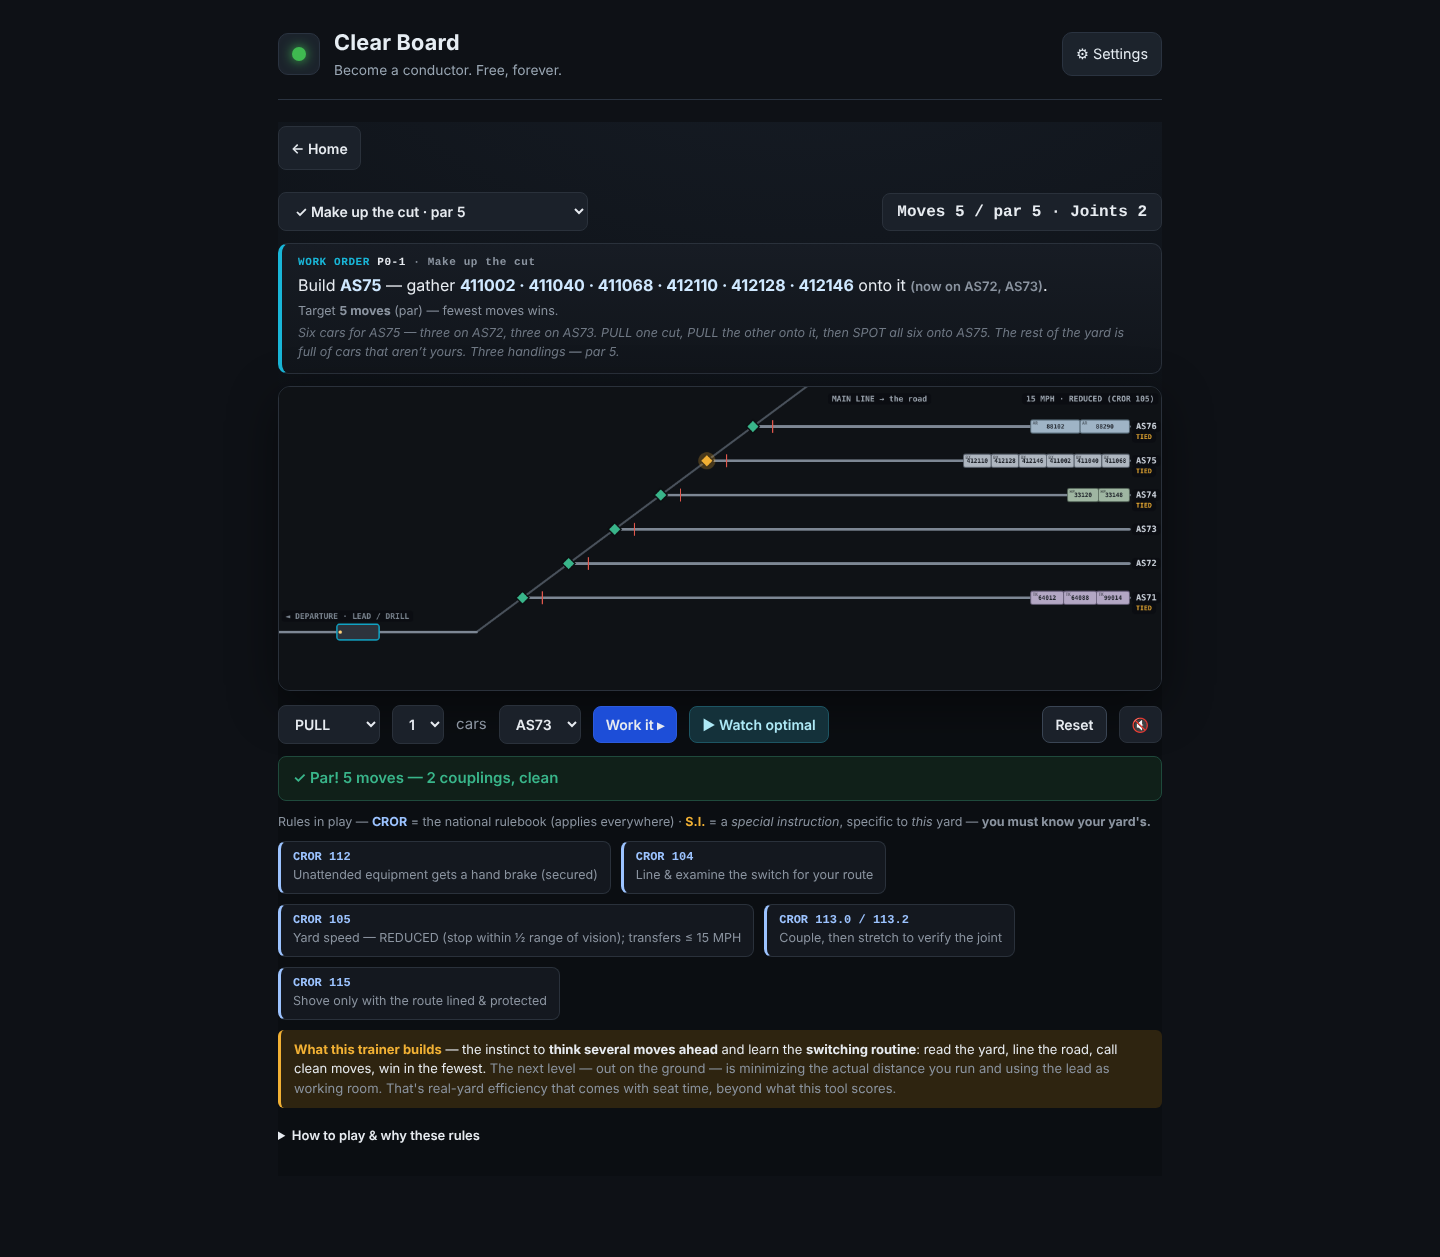 Clear Board
Become a conductor. Free, forever.
⚙ Settings
← Home
✓ Make up the cut · par 5
Moves 5 / par 5 · Joints 2
WORK ORDER P0-1 · Make up the cut
Build AS75 — gather 411002 · 411040 · 411068 · 412110 · 412128 · 412146 onto it (now on AS72, AS73).
Target 5 moves (par) — fewest moves wins.
Six cars for AS75 — three on AS72, three on AS73. PULL one cut, PULL the other onto it, then SPOT all six onto AS75. The rest of the yard is
full of cars that aren't yours. Three handlings — par 5.
MAIN LINE → the road
15 MPH · REDUCED (CROR 105)
88102 88290 AS76
TIED
412110 412128 412146 411002 411040 411068 AS75
TIED
33120 33148 AS74
TIED
AS73
AS72
64012 64088 99014 AS71
TIED
◄ DEPARTURE · LEAD / DRILL
PULL 1 cars AS73 Work it ▸ ▶ Watch optimal Reset
✓ Par! 5 moves — 2 couplings, clean
Rules in play — CROR = the national rulebook (applies everywhere) · S.I. = a special instruction, specific to this yard — you must know your yard's.
CROR 112
Unattended equipment gets a hand brake (secured)
CROR 104
Line & examine the switch for your route
CROR 105
Yard speed — REDUCED (stop within ½ range of vision); transfers ≤ 15 MPH
CROR 113.0 / 113.2
Couple, then stretch to verify the joint
CROR 115
Shove only with the route lined & protected
What this trainer builds — the instinct to think several moves ahead and learn the switching routine: read the yard, line the road, call
clean moves, win in the fewest. The next level — out on the ground — is minimizing the actual distance you run and using the lead as
working room. That's real-yard efficiency that comes with seat time, beyond what this tool scores.
▶ How to play & why these rules